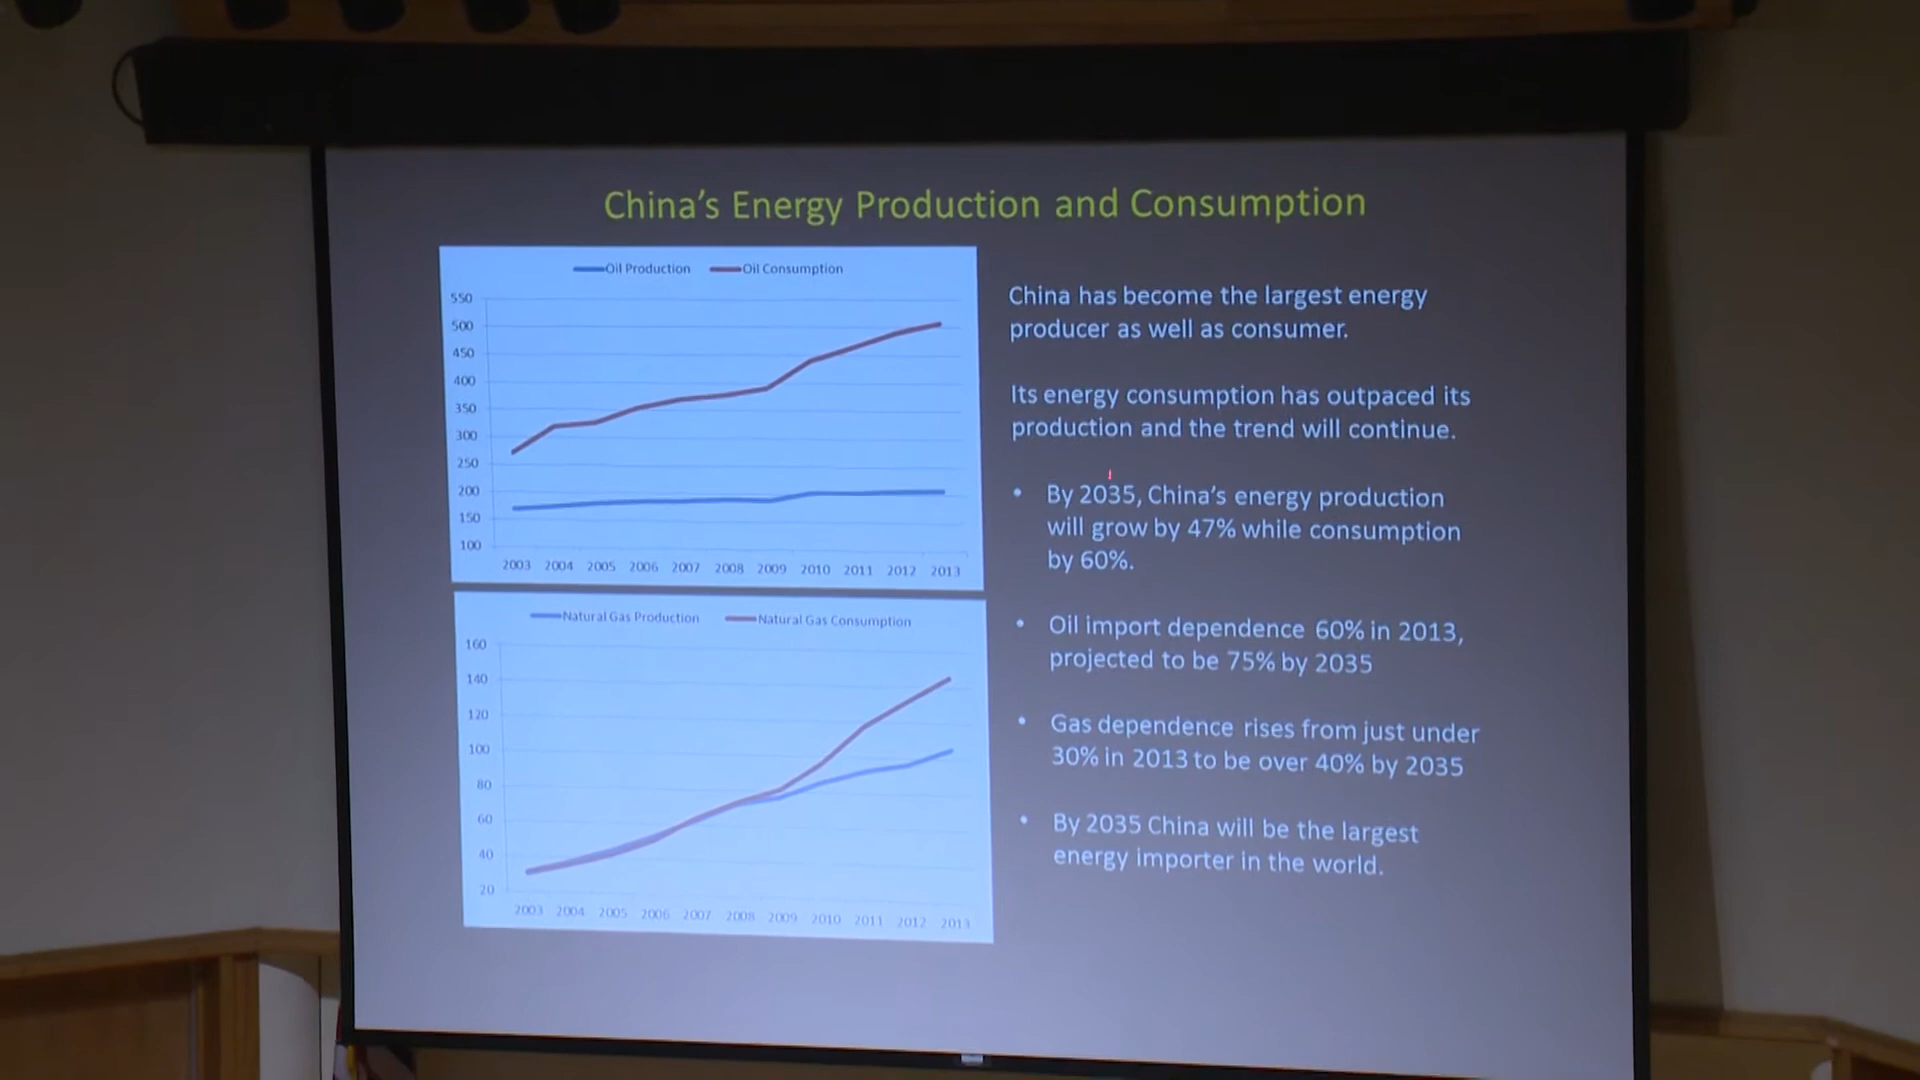 China's Energy Production and Consumption
Oil Production Oil Consumption
550
500
450
400
350
300
250
200
150
100
2003 2004 2005 2006 2007 2008 2009 2010 2011 2012 2013
Natural Gas Production Natural Gas Consumption
160
140
120
100
80
60
40
20
2003 2004 2005 2006 2007 2008 2009 2010 2011 2012 2013
China has become the largest energy
producer as well as consumer.
Its energy consumption has outpaced its
production and the trend will continue.
• By 2035, China's energy production
will grow by 47% while consumption
by 60%.
• Oil import dependence 60% in 2013,
projected to be 75% by 2035
• Gas dependence rises from just under
30% in 2013 to be over 40% by 2035
• By 2035 China will be the largest
energy importer in the world.